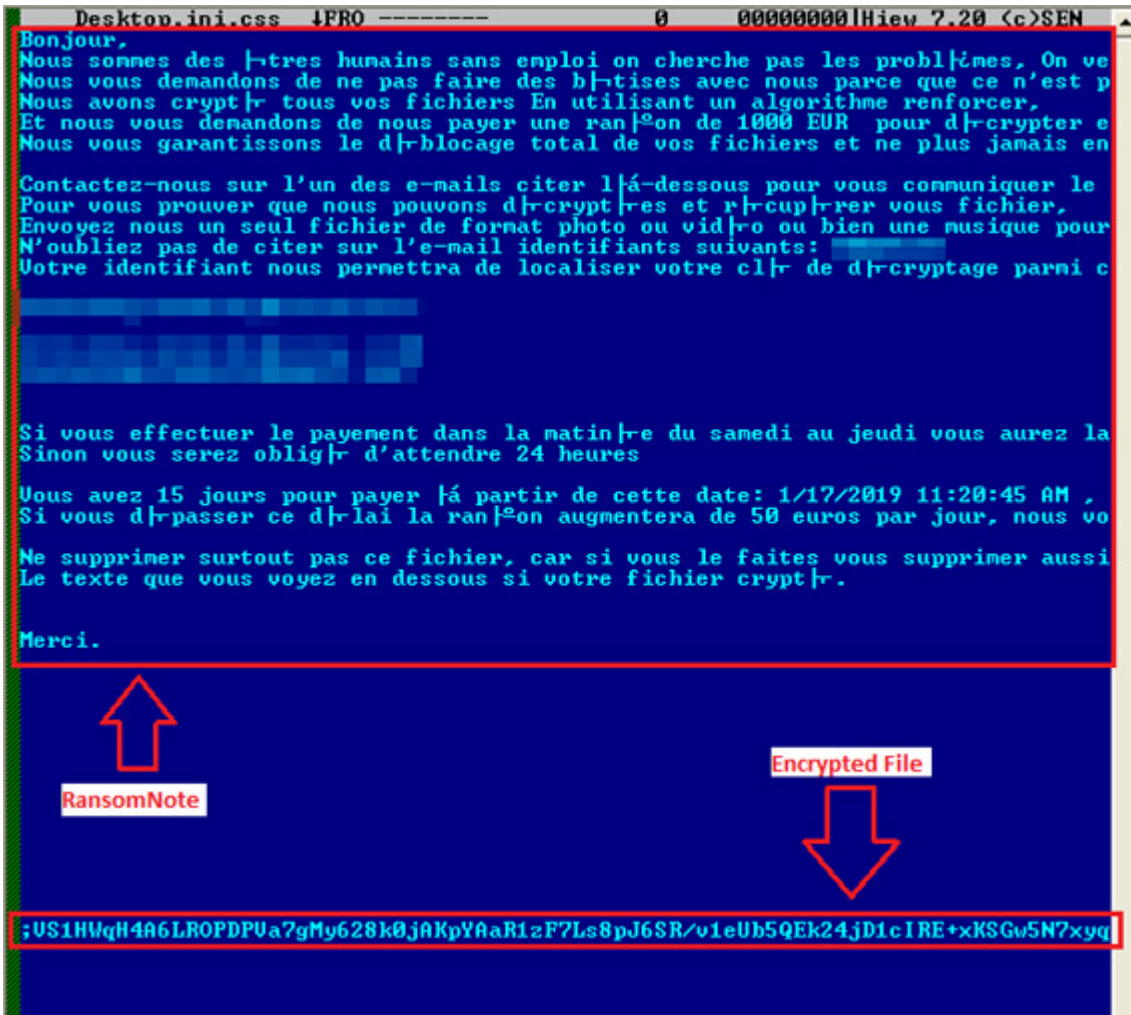 Desktop.ini.css ↓FRO -------- 0 00000000|Hiew 7.20 (c)SEN
Bonjour,
Nous sommes des ├¬tres humains sans emploi on cherche pas les probl├¿mes, On ve
Nous vous demandons de ne pas faire des b├¬tises avec nous parce que ce n'est p
Nous avons crypt├⌐ tous vos fichiers En utilisant un algorithme renforcer,
Et nous vous demandons de nous payer une ran├ºon de 1000 EUR pour d├⌐crypter e
Nous vous garantissons le d├⌐blocage total de vos fichiers et ne plus jamais en
Contactez-nous sur l'un des e-mails citer l├á-dessous pour vous communiquer le
Pour vous prouver que nous pouvons d├⌐crypt├⌐es et r├⌐cup├⌐rer vous fichier,
Envoyez nous un seul fichier de format photo ou vid├⌐o ou bien une musique pour
N'oubliez pas de citer sur l'e-mail identifiants suivants:
Votre identifiant nous permettra de localiser votre cl├⌐ de d├⌐cryptage parmi c
Si vous effectuer le payement dans la matin├⌐e du samedi au jeudi vous aurez la
Sinon vous serez oblig├⌐ d'attendre 24 heures
Vous avez 15 jours pour payer ├á partir de cette date: 1/17/2019 11:20:45 AM ,
Si vous d├⌐passer ce d├⌐lai la ran├ºon augmentera de 50 euros par jour, nous vo
Ne supprimer surtout pas ce fichier, car si vous le faites vous supprimer aussi
Le texte que vous voyez en dessous si votre fichier crypt├⌐.
Merci.
Encrypted File
RansomNote
;VS1HWqH4A6LROPDPVa7gMy628k0jAKpYAaR1zF7Ls8pJ6SR/v1eUb5QEk24jD1cIRE+xKSGw5N7xyq